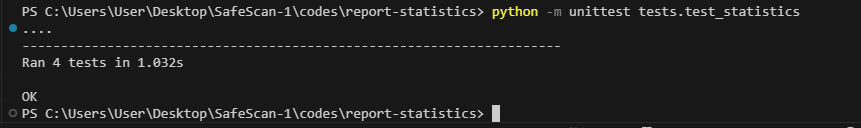 PS C:\Users\User\Desktop\SafeScan-1\codes\report-statistics> python -m unittest tests.test_statistics
....
----------------------------------------------------------------------
Ran 4 tests in 1.032s
OK
PS C:\Users\User\Desktop\SafeScan-1\codes\report-statistics>